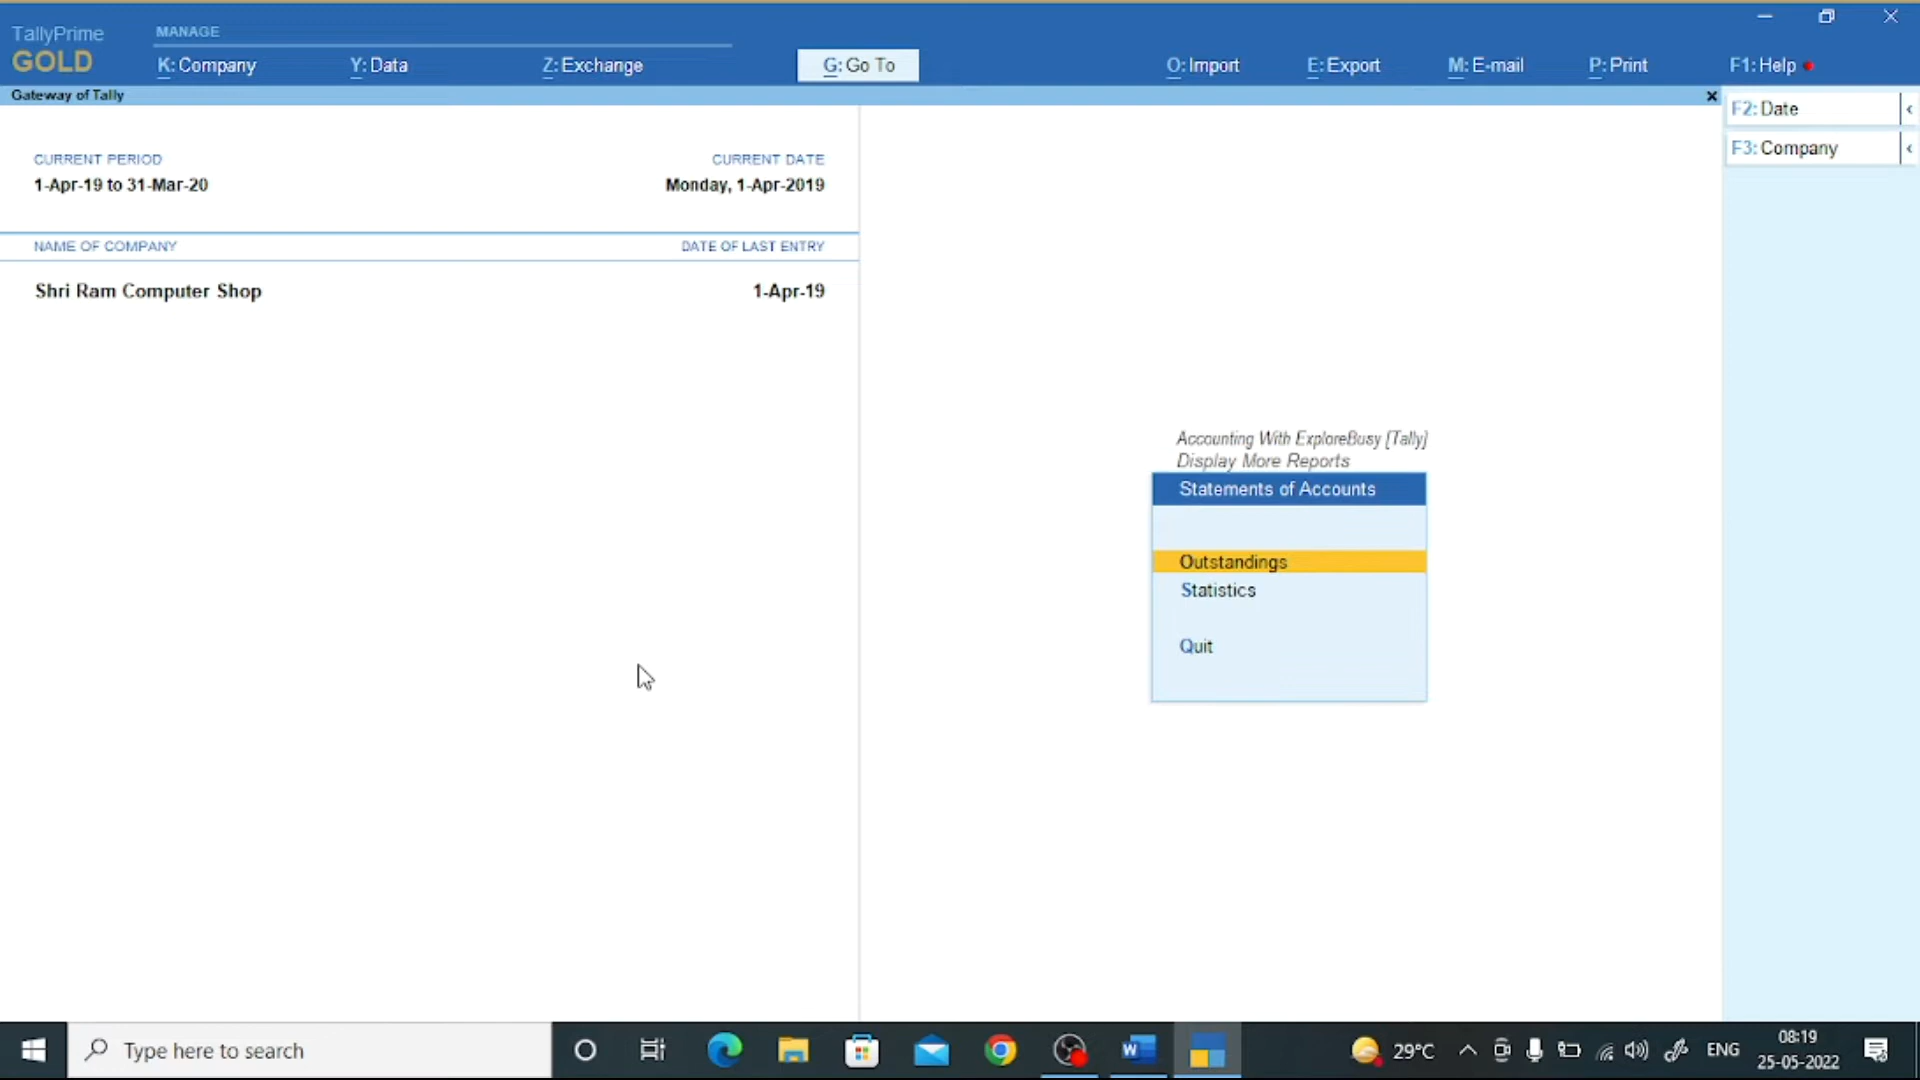 TallyPrime
GOLD
MANAGE
K: Company
Y: Data
Z: Exchange
G: Go To
O: Import
E: Export
M: E-mail
P: Print
F1: Help
Gateway of Tally
F2: Date
F3: Company
CURRENT PERIOD
CURRENT DATE
1-Apr-19 to 31-Mar-20
Monday, 1-Apr-2019
NAME OF COMPANY
DATE OF LAST ENTRY
Shri Ram Computer Shop
1-Apr-19
Accounting With ExploreBusy [Tally]
Display More Reports
Statements of Accounts
Outstandings
Statistics
Quit
Type here to search
29°C
ENG
08:19
25-05-2022